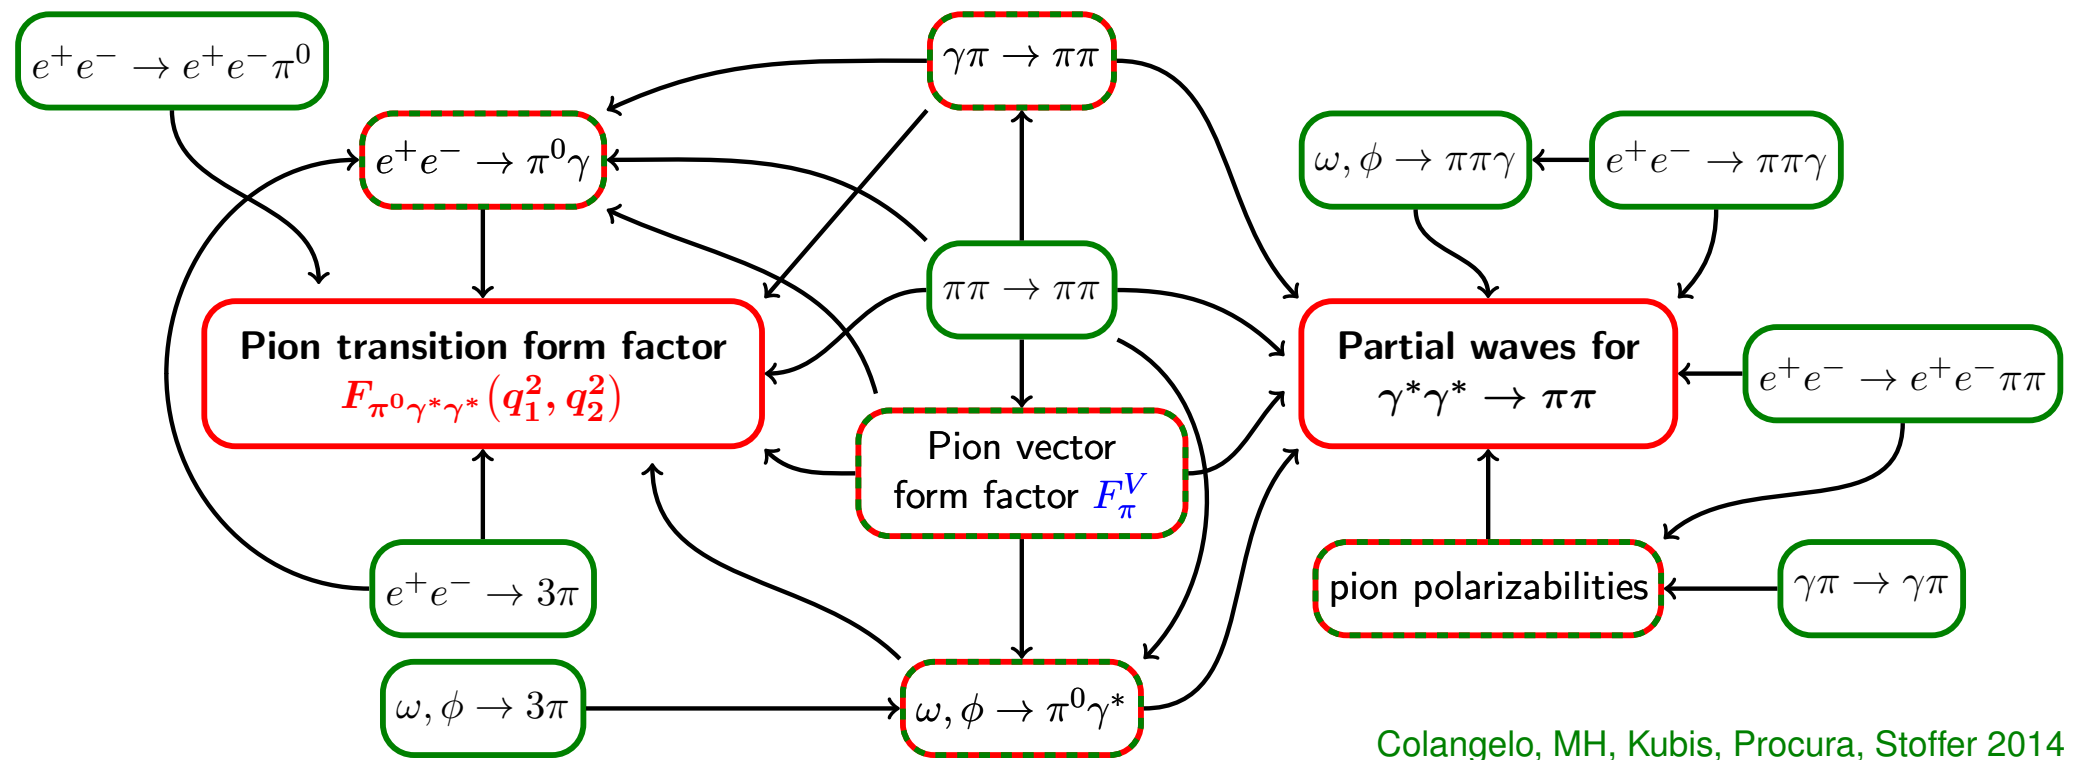 e⁺e⁻ → e⁺e⁻π⁰
γπ → ππ
e⁺e⁻ → π⁰γ
ω, ϕ → ππγ
e⁺e⁻ → ππγ
ππ → ππ
Pion transition form factor
F_{π⁰γ*γ*}(q₁², q₂²)
Partial waves for
γ*γ* → ππ
e⁺e⁻ → e⁺e⁻ππ
Pion vector
form factor F_π^V
e⁺e⁻ → 3π
pion polarizabilities
γπ → γπ
ω, ϕ → 3π
ω, ϕ → π⁰γ*
Colangelo, MH, Kubis, Procura, Stoffer 2014